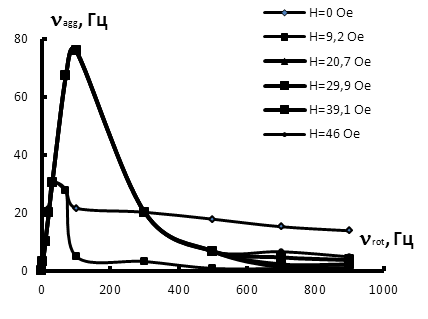 νagg, Гц
H=0 Oe
H=9,2 Oe
H=20,7 Oe
H=29,9 Oe
H=39,1 Oe
H=46 Oe
80
60
40
20
0
νrot, Гц
0 200 400 600 800 1000